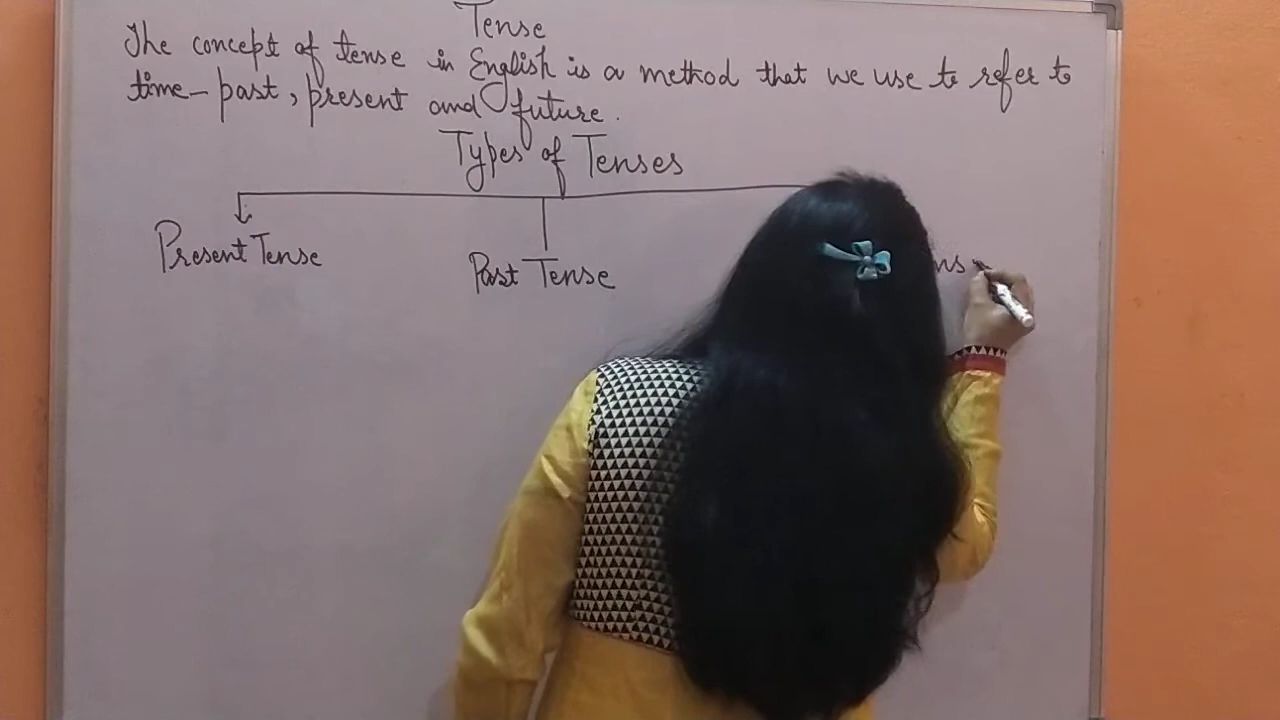 Tense
The concept of tense in English is a method that we use to refer to
time - past, present and future.
Types of Tenses
Present Tense
Past Tense